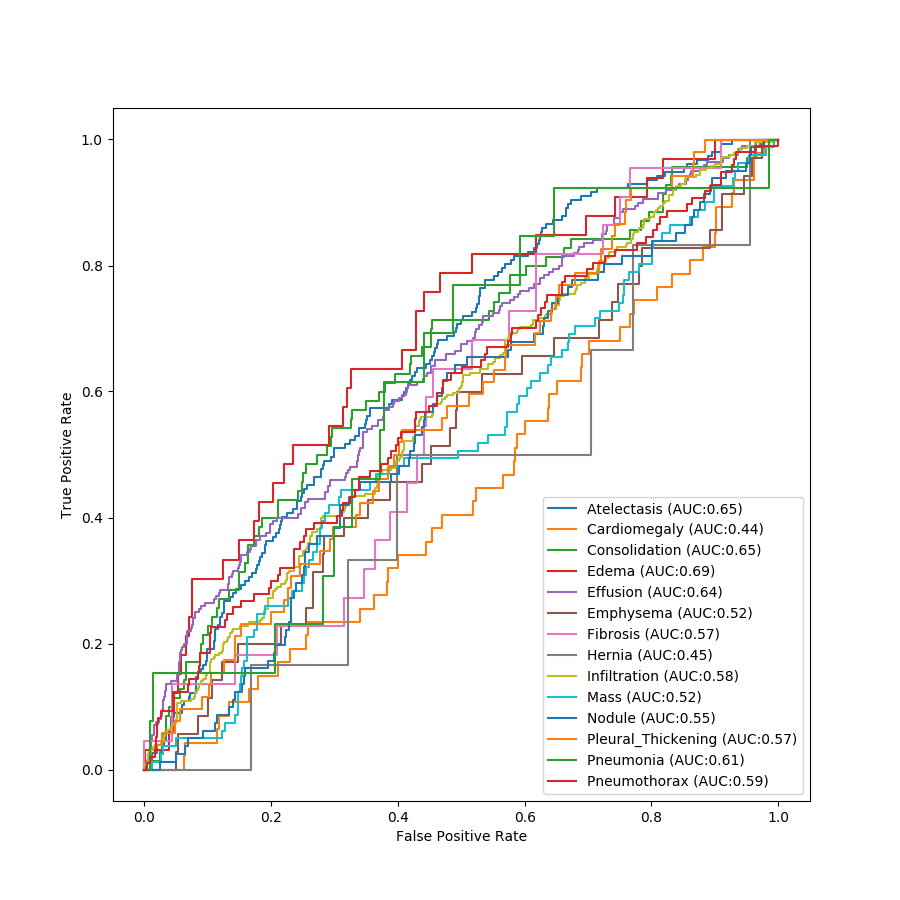 1.0
0.8
0.6
0.4
0.2
0.0
True Positive Rate
Atelectasis (AUC:0.65)
Cardiomegaly (AUC:0.44)
Consolidation (AUC:0.65)
Edema (AUC:0.69)
Effusion (AUC:0.64)
Emphysema (AUC:0.52)
Fibrosis (AUC:0.57)
Hernia (AUC:0.45)
Infiltration (AUC:0.58)
Mass (AUC:0.52)
Nodule (AUC:0.55)
Pleural_Thickening (AUC:0.57)
Pneumonia (AUC:0.61)
Pneumothorax (AUC:0.59)
0.0 0.2 0.4 0.6 0.8 1.0
False Positive Rate